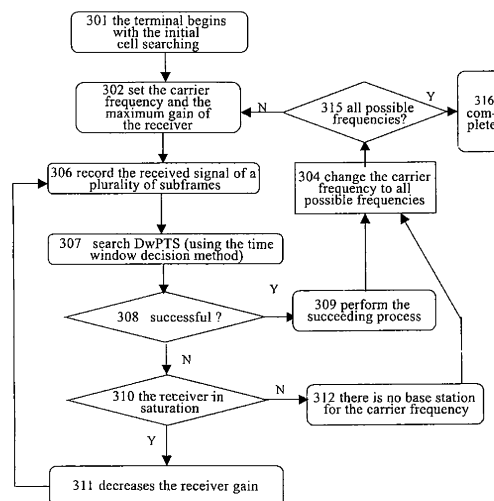 301 the terminal begins
with the initial
cell searching
302 set the carrier
frequency and the
maximum gain of
the receiver
N
315 all possible
frequencies?
Y
316
com-
plete
306 record the received signal of a
plurality of subframes
304 change the carrier
frequency to all
possible frequencies
307 search DwPTS (using the time
window decision method)
308 successful ?
Y
309 perform the
succeeding process
N
310 the receiver in
saturation
N
312 there is no base station
for the carrier frequency
Y
311 decreases the receiver gain